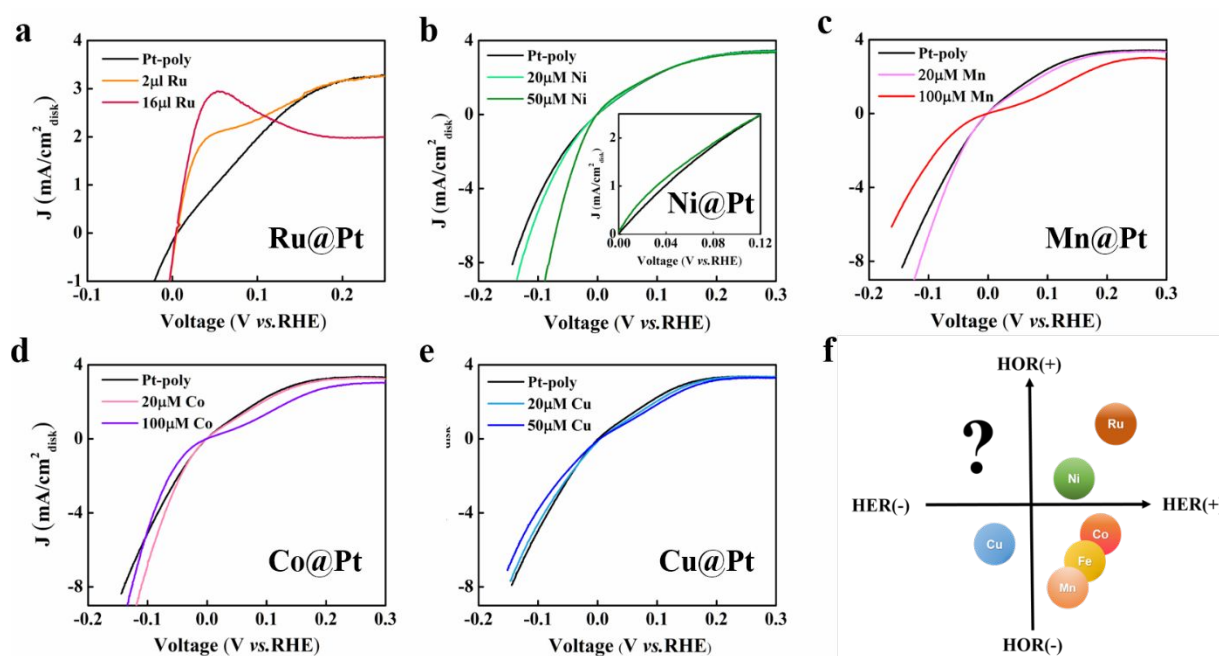 a
4
3
2
1
0
-1
J (mA/cm²disk)
Pt-poly
2μl Ru
16μl Ru
Ru@Pt
0.0
0.1
0.2
Voltage (V vs.RHE)
b
4
0
-4
-8
J (mA/cm²disk)
Pt-poly
20μM Ni
50μM Ni
2
1
0
J (mA/cm²disk)
0.00
0.04
0.08
0.12
Voltage (V vs.RHE)
Ni@Pt
-0.2
-0.1
0.0
0.1
0.2
0.3
Voltage (V vs.RHE)
c
4
0
-4
-8
J (mA/cm²disk)
Pt-poly
20μM Mn
100μM Mn
Mn@Pt
-0.2
-0.1
0.0
0.1
0.2
0.3
Voltage (V vs.RHE)
d
4
0
-4
-8
J (mA/cm²disk)
Pt-poly
20μM Co
100μM Co
Co@Pt
-0.2
-0.1
0.0
0.1
0.2
0.3
Voltage (V vs.RHE)
e
4
0
-4
-8
disk
Pt-poly
20μM Cu
50μM Cu
Cu@Pt
-0.2
-0.1
0.0
0.1
0.2
0.3
Voltage (V vs.RHE)
f
HOR(+)
?
Ru
Ni
HER(-)
HER(+
Cu
Co
Fe
Mn
HOR(-)